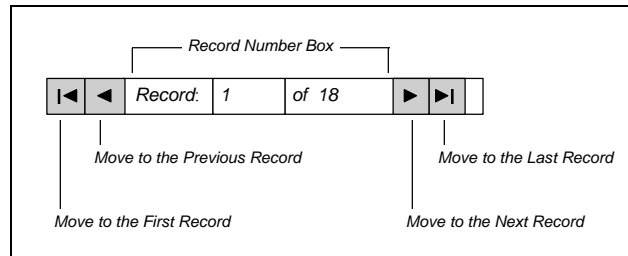 Record Number Box
Record: 1 of 18
Move to the Previous Record
Move to the Last Record
Move to the First Record
Move to the Next Record